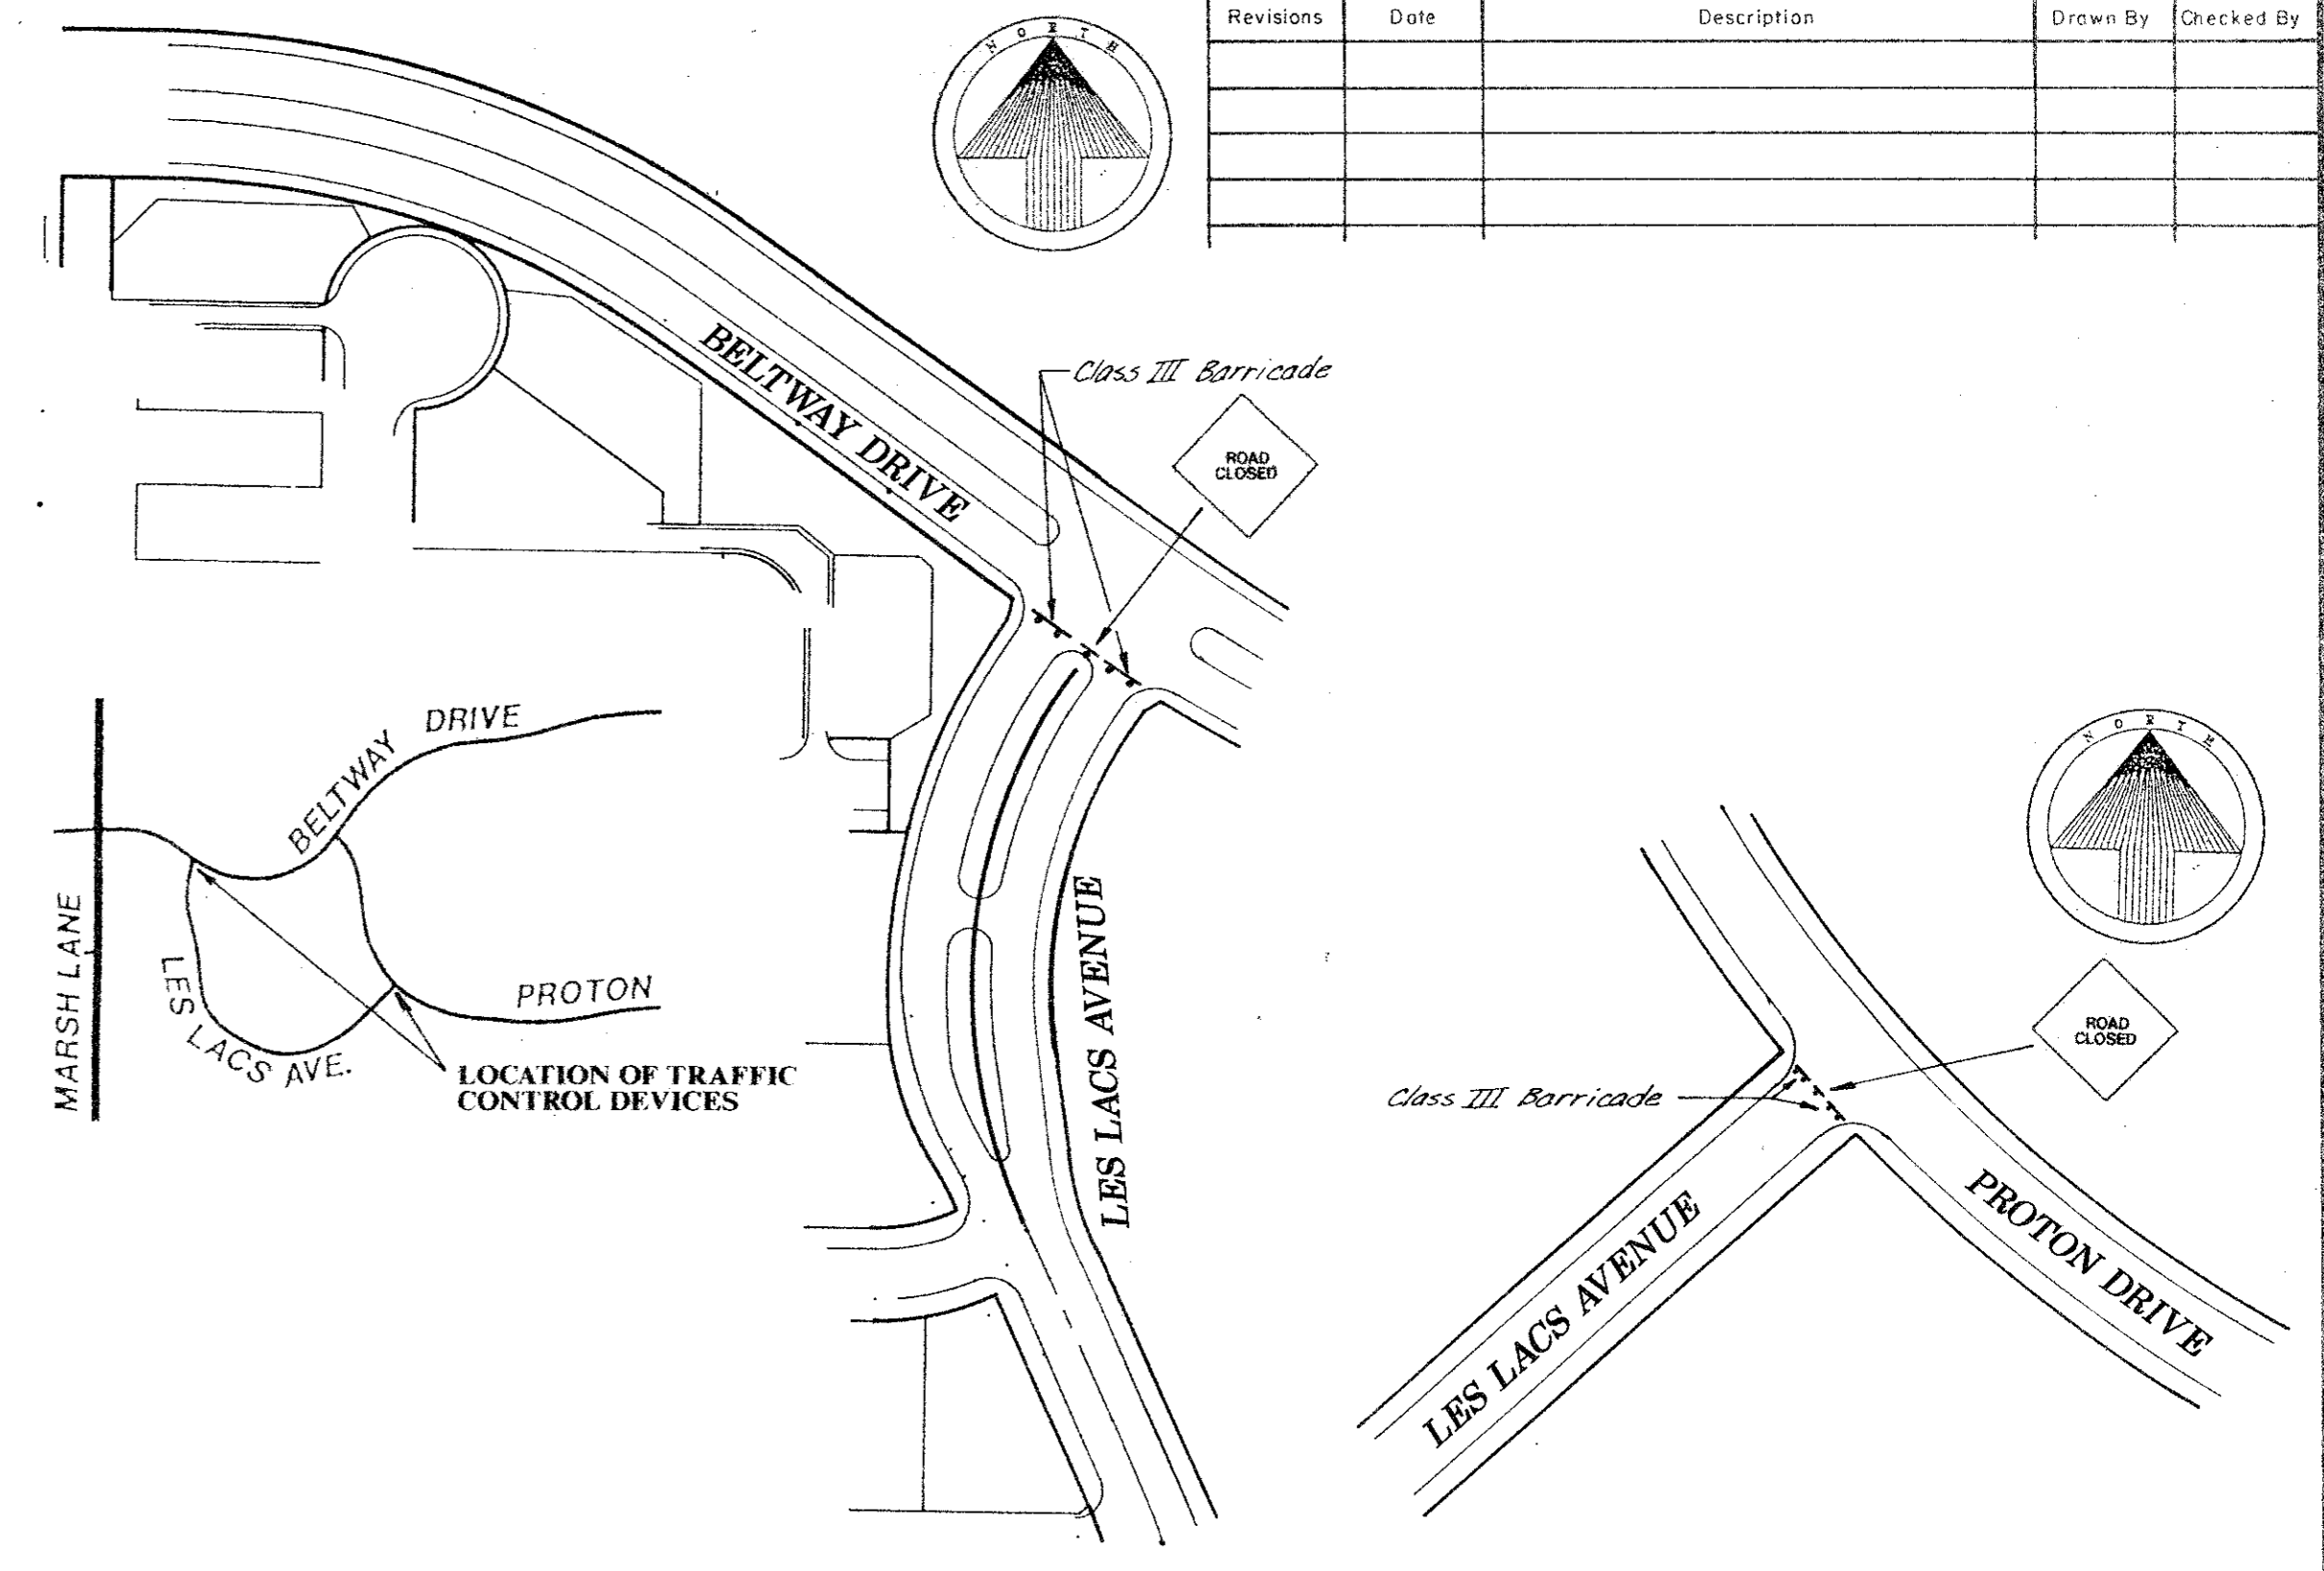 Revisions Date Description Drawn By Checked By
NORTH
BELTWAY DRIVE
Class III Barricade
ROAD
CLOSED
BELTWAY DRIVE
MARSH LANE
LES LACS AVE.
PROTON
LOCATION OF TRAFFIC
CONTROL DEVICES
LES LACS AVENUE
NORTH
ROAD
CLOSED
Class III Barricade
LES LACS AVENUE
PROTON DRIVE